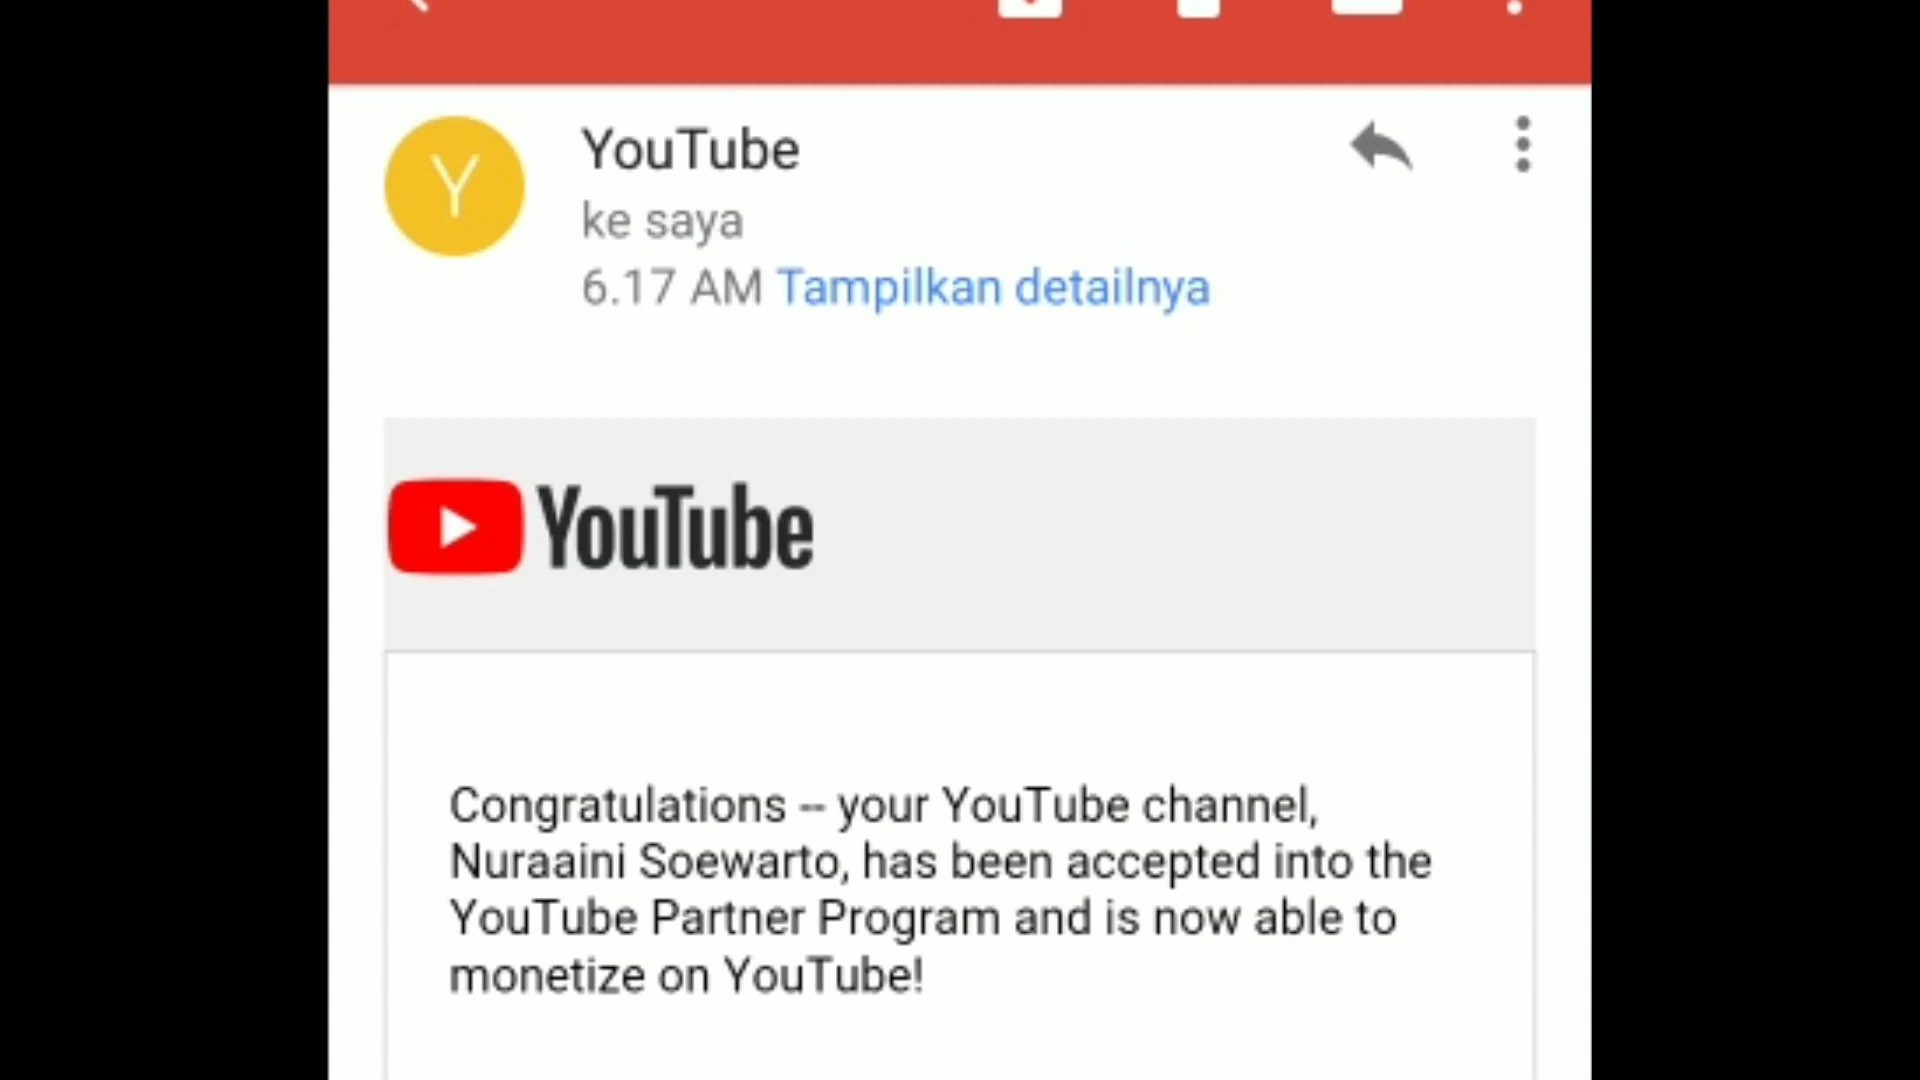 YouTube
Y
ke saya
6.17 AM Tampilkan detailnya
YouTube
Congratulations -- your YouTube channel,
Nuraaini Soewarto, has been accepted into the
YouTube Partner Program and is now able to
monetize on YouTube!